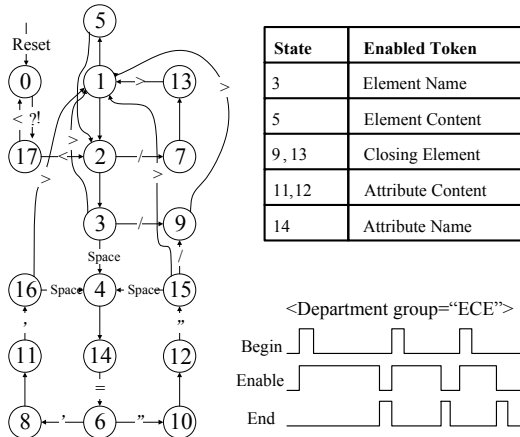 Reset
5
0
1
>
13
>
<
?!
>
>
>
17
<
2
/
7
3
/
9
Space
/
16
Space
4
Space
15
’
”
11
14
12
=
8
’
6
”
10
State Enabled Token
3 Element Name
5 Element Content
9, 13 Closing Element
11,12 Attribute Content
14 Attribute Name
<Department group=“ECE”>
Begin
Enable
End